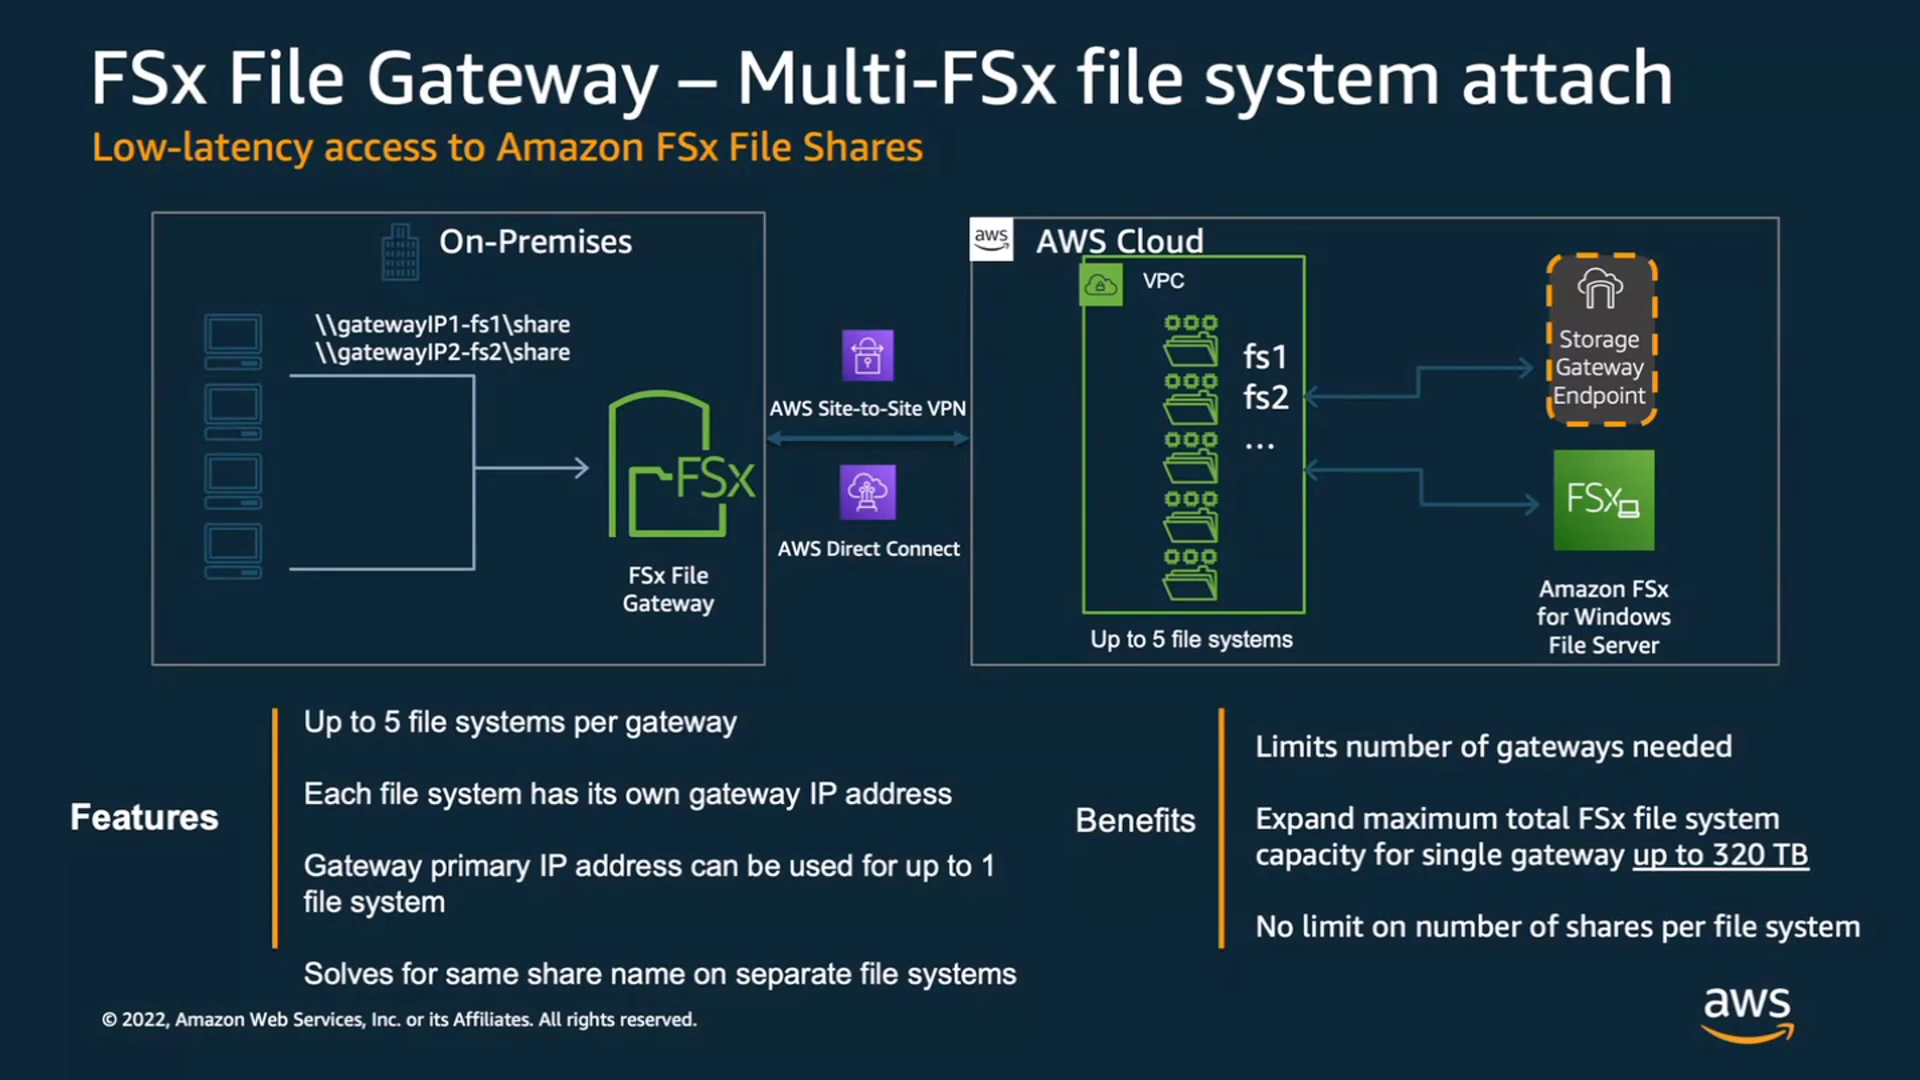 FSx File Gateway – Multi-FSx file system attach
Low-latency access to Amazon FSx File Shares
On-Premises
\\gatewayIP1-fs1\share
\\gatewayIP2-fs2\share
FSx
FSx File
Gateway
AWS Site-to-Site VPN
AWS Direct Connect
aws
AWS Cloud
VPC
fs1
fs2
...
Up to 5 file systems
Storage
Gateway
Endpoint
FSx
Amazon FSx
for Windows
File Server
Features
Up to 5 file systems per gateway
Each file system has its own gateway IP address
Gateway primary IP address can be used for up to 1
file system
Solves for same share name on separate file systems
Benefits
Limits number of gateways needed
Expand maximum total FSx file system
capacity for single gateway up to 320 TB
No limit on number of shares per file system
© 2022, Amazon Web Services, Inc. or its Affiliates. All rights reserved.
aws